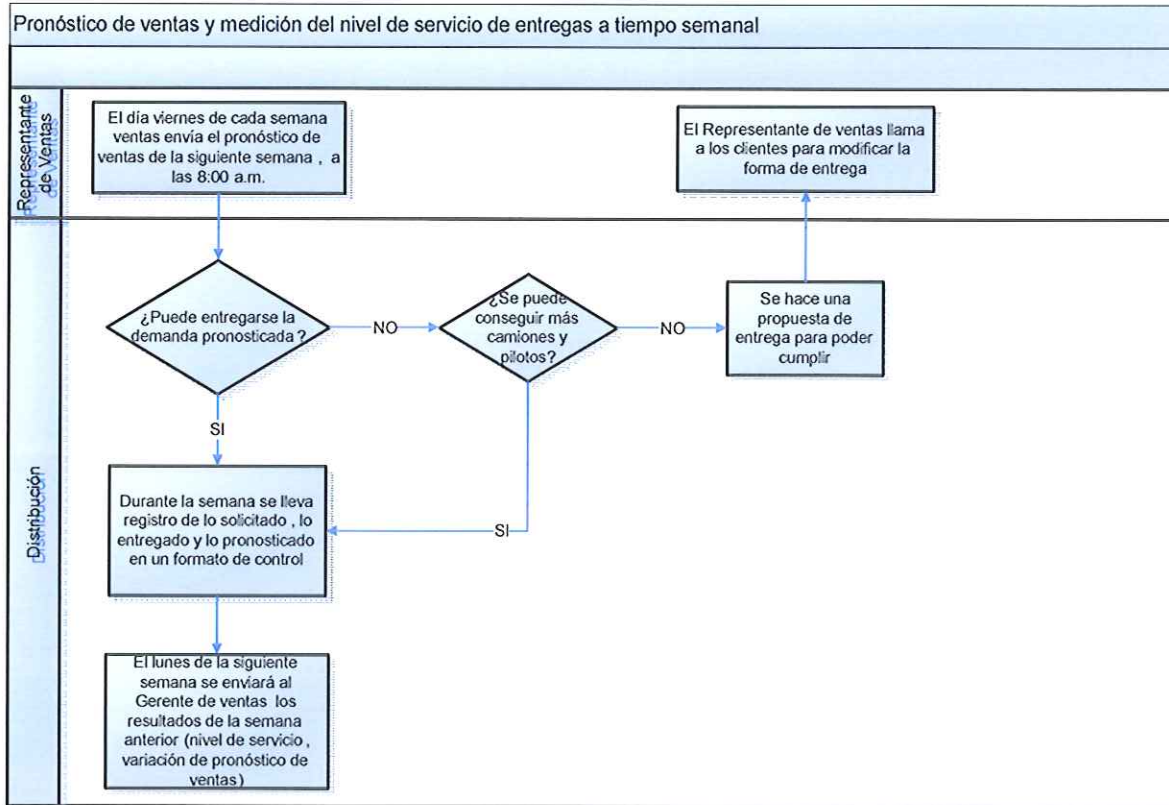 Pronóstico de ventas y medición del nivel de servicio de entregas a tiempo semanal
Representante
de Ventas
El día viernes de cada semana
ventas envía el pronóstico de
ventas de la siguiente semana , a
las 8:00 a.m.
El Representante de ventas llama
a los clientes para modificar la
forma de entrega
Distribución
¿Puede entregarse la
demanda pronosticada ?
NO
¿Se puede
conseguir más
camiones y
pilotos?
NO
Se hace una
propuesta de
entrega para poder
cumplir
SI
Durante la semana se lleva
registro de lo solicitado , lo
entregado y lo pronosticado
en un formato de control
SI
El lunes de la siguiente
semana se enviará al
Gerente de ventas los
resultados de la semana
anterior (nivel de servicio ,
variación de pronóstico de
ventas)